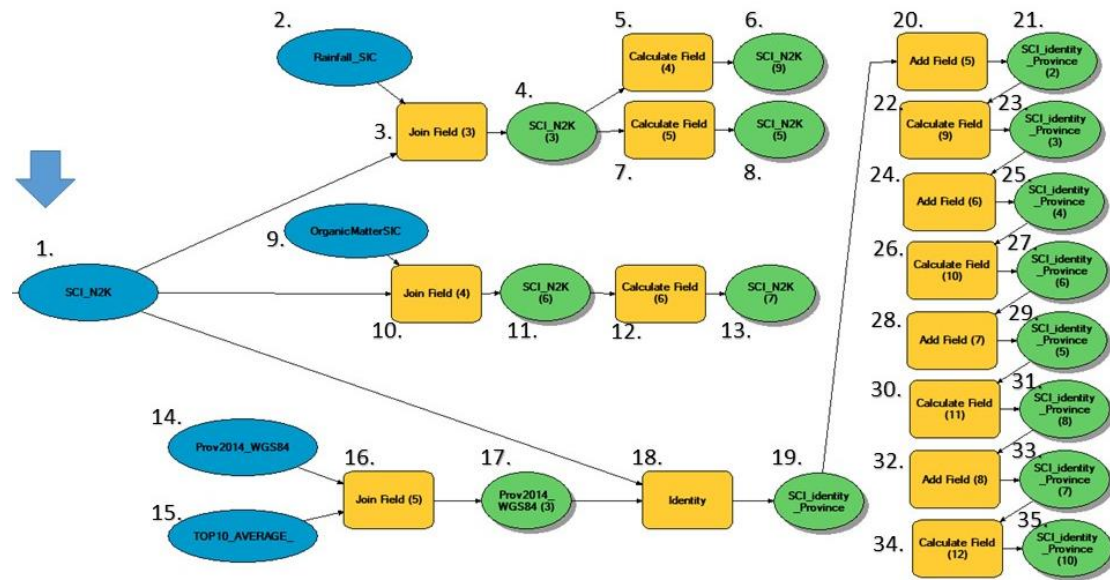 1.
SCI_N2K
2.
Rainfall_SIC
3.
Join Field (3)
4.
SCI_N2K
(3)
5.
Calculate Field
(4)
6.
SCI_N2K
(9)
7.
Calculate Field
(5)
8.
SCI_N2K
(5)
9.
OrganicMatterSIC
10.
Join Field (4)
11.
SCI_N2K
(6)
12.
Calculate Field
(6)
13.
SCI_N2K
(7)
14.
Prov2014_WGS84
15.
TOP10_AVERAGE_
16.
Join Field (5)
17.
Prov2014_
WGS84 (3)
18.
Identity
19.
SCI_identity
_Province
20.
Add Field (5)
21.
SCI_identity
_Province
(2)
22.
Calculate Field
(9)
23.
SCI_identity
_Province
(3)
24.
Add Field (6)
25.
SCI_identity
_Province
(4)
26.
Calculate Field
(10)
27.
SCI_identity
_Province
(6)
28.
Add Field (7)
29.
SCI_identity
_Province
(5)
30.
Calculate Field
(11)
31.
SCI_identity
_Province
(8)
32.
Add Field (8)
33.
SCI_identity
_Province
(7)
34.
Calculate Field
(12)
35.
SCI_identity
_Province
(10)